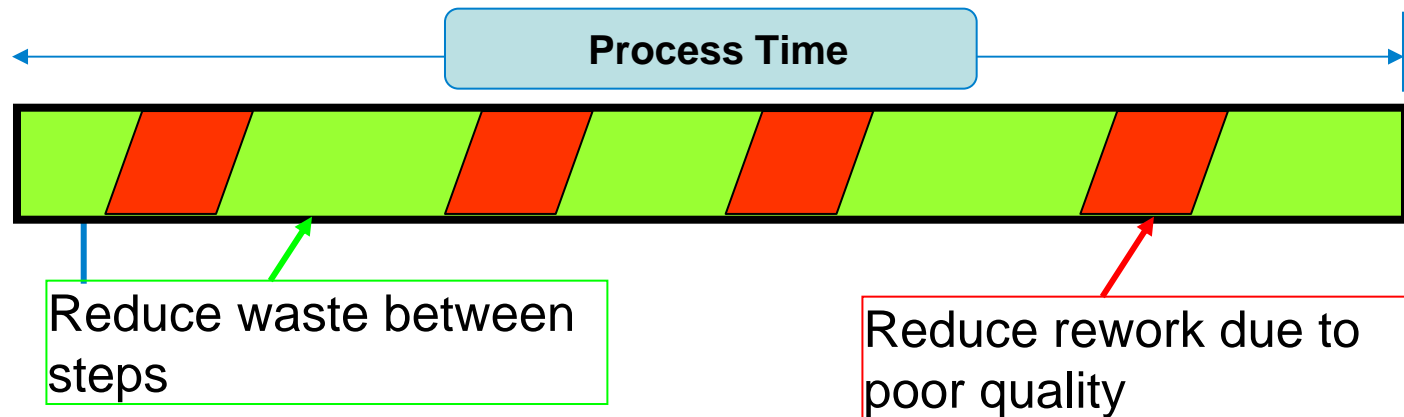 Process Time
Reduce waste between
steps
Reduce rework due to
poor quality